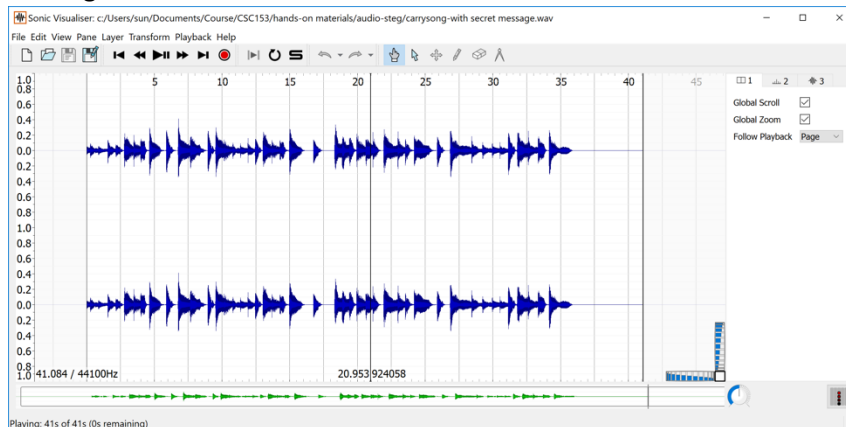 Sonic Visualiser: c:/Users/sun/Documents/Course/CSC153/hands-on materials/audio-steg/carrysong-with secret message.wav
File Edit View Pane Layer Transform Playback Help
5 10 15 20 25 30 35 40 45
1.0
0.8
0.6
0.4
0.2
0.0
0.2
0.4
0.6
0.8
1.0
0.8
0.6
0.4
0.2
0.0
0.2
0.4
0.6
0.8
1.0
41.084 / 44100Hz
20.953 924058
1 2 3
Global Scroll
Global Zoom
Follow Playback Page
Playing: 41s of 41s (0s remaining)